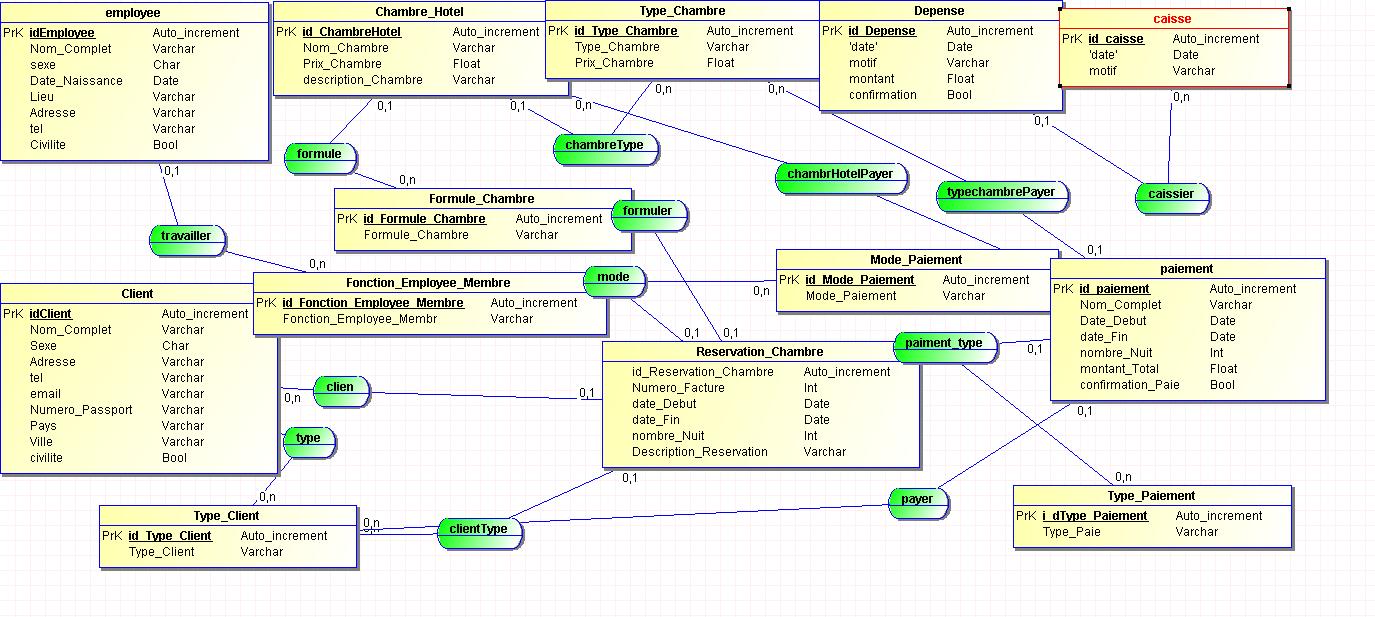 employee
PrK idEmployee Auto_increment
Nom_Complet Varchar
sexe Char
Date_Naissance Date
Lieu Varchar
Adresse Varchar
tel Varchar
Civilite Bool
Chambre_Hotel
PrK id_ChambreHotel Auto_increment
Nom_Chambre Varchar
Prix_Chambre Float
description_Chambre Varchar
Type_Chambre
PrK id_Type_Chambre Auto_increment
Type_Chambre Varchar
Prix_Chambre Float
Depense
PrK id_Depense Auto_increment
'date' Date
motif Varchar
montant Float
confirmation Bool
caisse
PrK id_caisse Auto_increment
'date' Date
motif Varchar
0,1
0,1
0,n
0,n
0,n
0,1
0,n
formule
chambreType
chambrHotelPayer
typechambrePayer
caissier
0,1
0,n
Formule_Chambre
PrK id_Formule_Chambre Auto_increment
Formule_Chambre Varchar
formuler
travailler
0,n
0,1
Fonction_Employee_Membre
PrK id_Fonction_Employee_Membre Auto_increment
Fonction_Employee_Membr Varchar
mode
0,n
Mode_Paiement
PrK id_Mode_Paiement Auto_increment
Mode_Paiement Varchar
paiement
PrK id_paiement Auto_increment
Nom_Complet Varchar
Date_Debut Date
date_Fin Date
nombre_Nuit Int
montant_Total Float
confirmation_Paie Bool
Client
PrK idClient Auto_increment
Nom_Complet Varchar
Sexe Char
Adresse Varchar
tel Varchar
email Varchar
Numero_Passport Varchar
Pays Varchar
Ville Varchar
civilite Bool
0,1
0,1
paiment_type
0,1
Reservation_Chambre
id_Reservation_Chambre Auto_increment
Numero_Facture Int
date_Debut Date
date_Fin Date
nombre_Nuit Int
Description_Reservation Varchar
0,n
clien
0,1
type
0,1
0,1
0,n
0,n
Type_Client
PrK id_Type_Client Auto_increment
Type_Client Varchar
0,n
clientType
payer
0,n
Type_Paiement
PrK i_dType_Paiement Auto_increment
Type_Paie Varchar